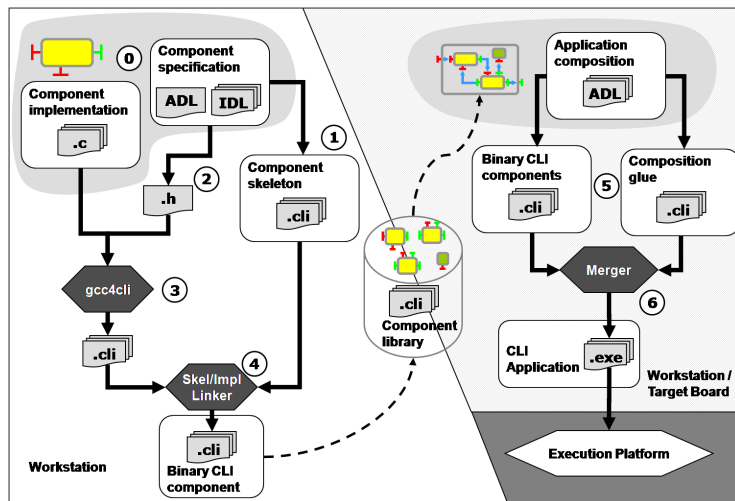 0
Component
specification
ADL
IDL
Component
implementation
.c
1
2
.h
Component
skeleton
.cli
gcc4cli
3
.cli
4
Skel/Impl
Linker
.cli
Binary CLI
component
Workstation
.cli
Component
library
Application
composition
ADL
Binary CLI
components
.cli
5
Composition
glue
.cli
Merger
6
CLI
Application
.exe
Workstation /
Target Board
Execution Platform